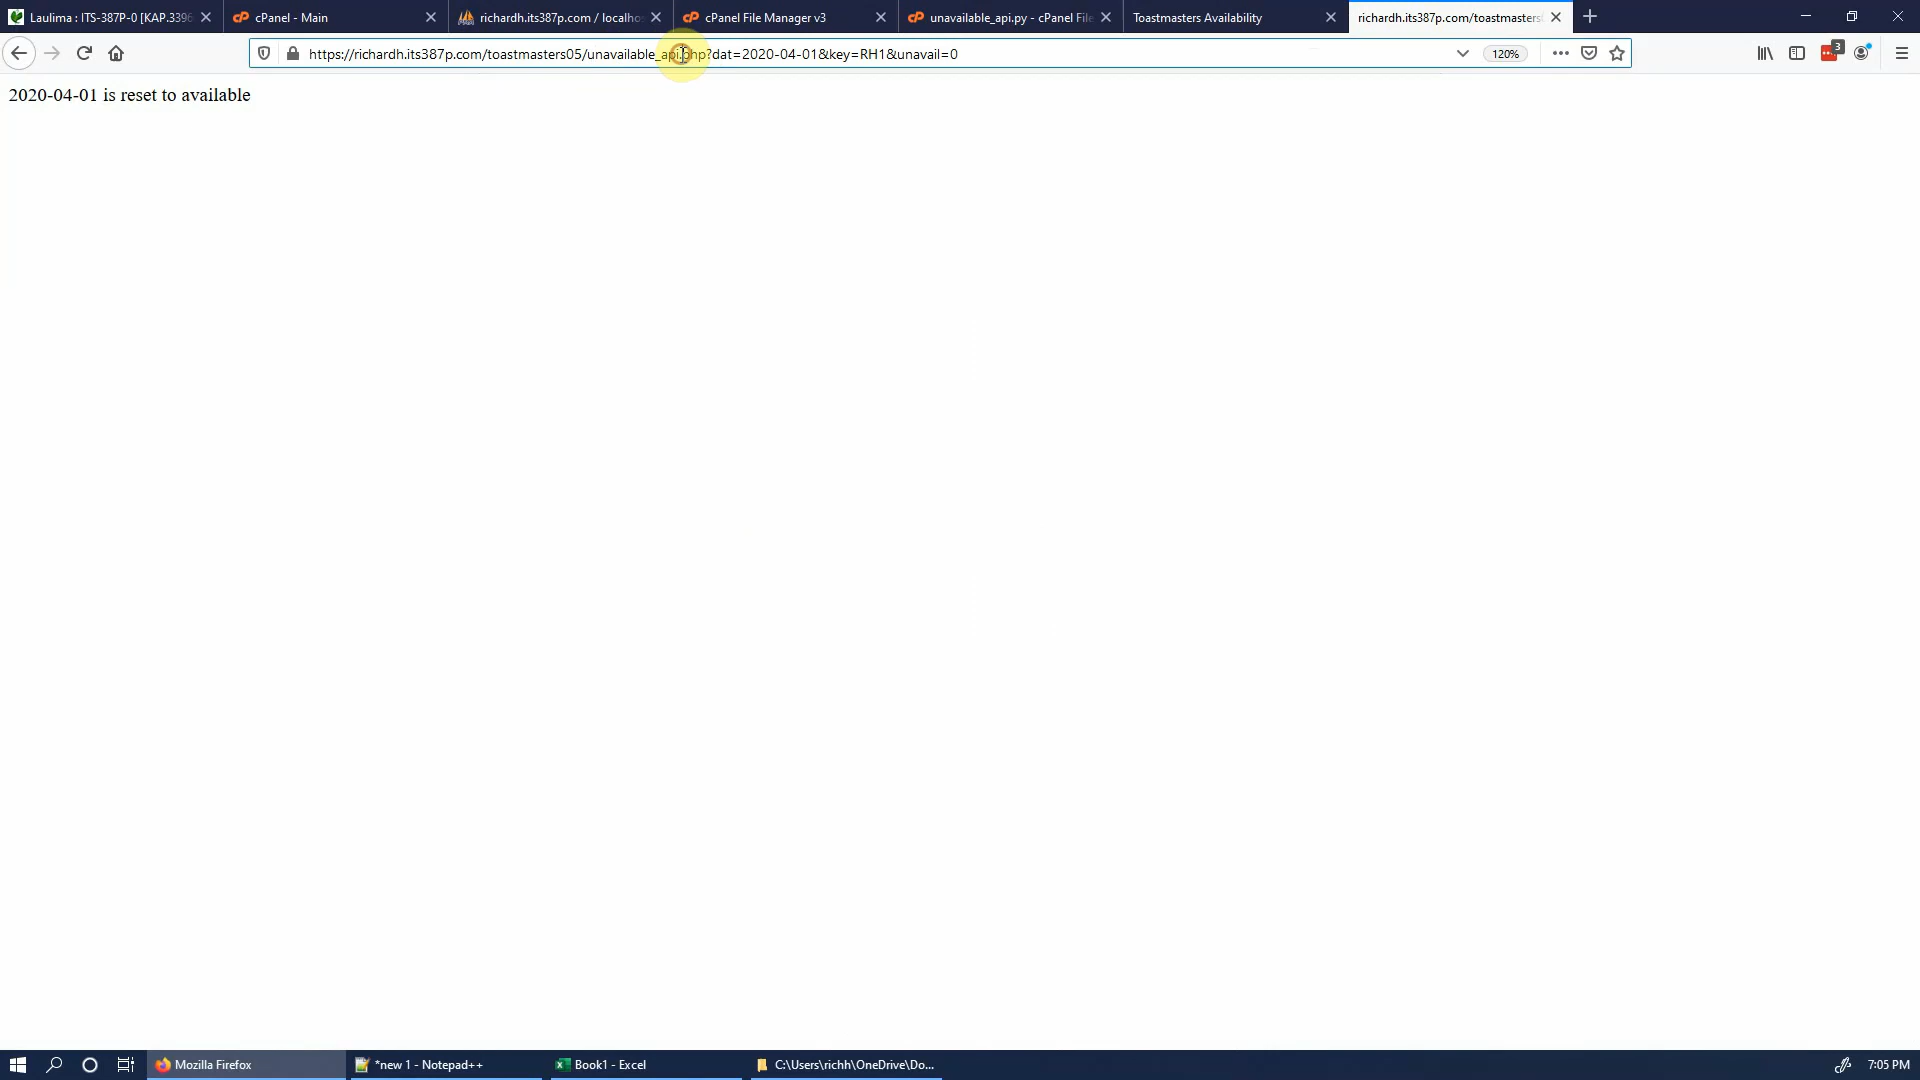 Laulima : ITS-387P-0 [KAP.3396
cPanel - Main
richardh.its387p.com / localho
cPanel File Manager v3
unavailable_api.py - cPanel File
Toastmasters Availability
richardh.its387p.com/toastmasters
https://richardh.its387p.com/toastmasters05/unavailable_api.php?dat=2020-04-01&key=RH1&unavail=0
120%
3
2020-04-01 is reset to available
Mozilla Firefox
*new 1 - Notepad++
Book1 - Excel
C:\Users\richh\OneDrive\Do...
7:05 PM